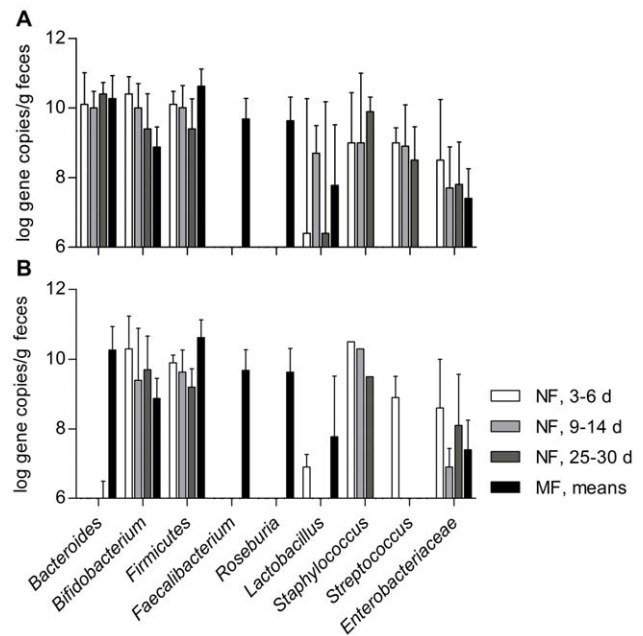 A
12
10
8
6
log gene copies/g feces
B
12
10
8
6
log gene copies/g feces
NF, 3-6 d
NF, 9-14 d
NF, 25-30 d
MF, means
Bacteroides
Bifidobacterium
Firmicutes
Faecalibacterium
Roseburia
Lactobacillus
Staphylococcus
Streptococcus
Enterobacteriaceae